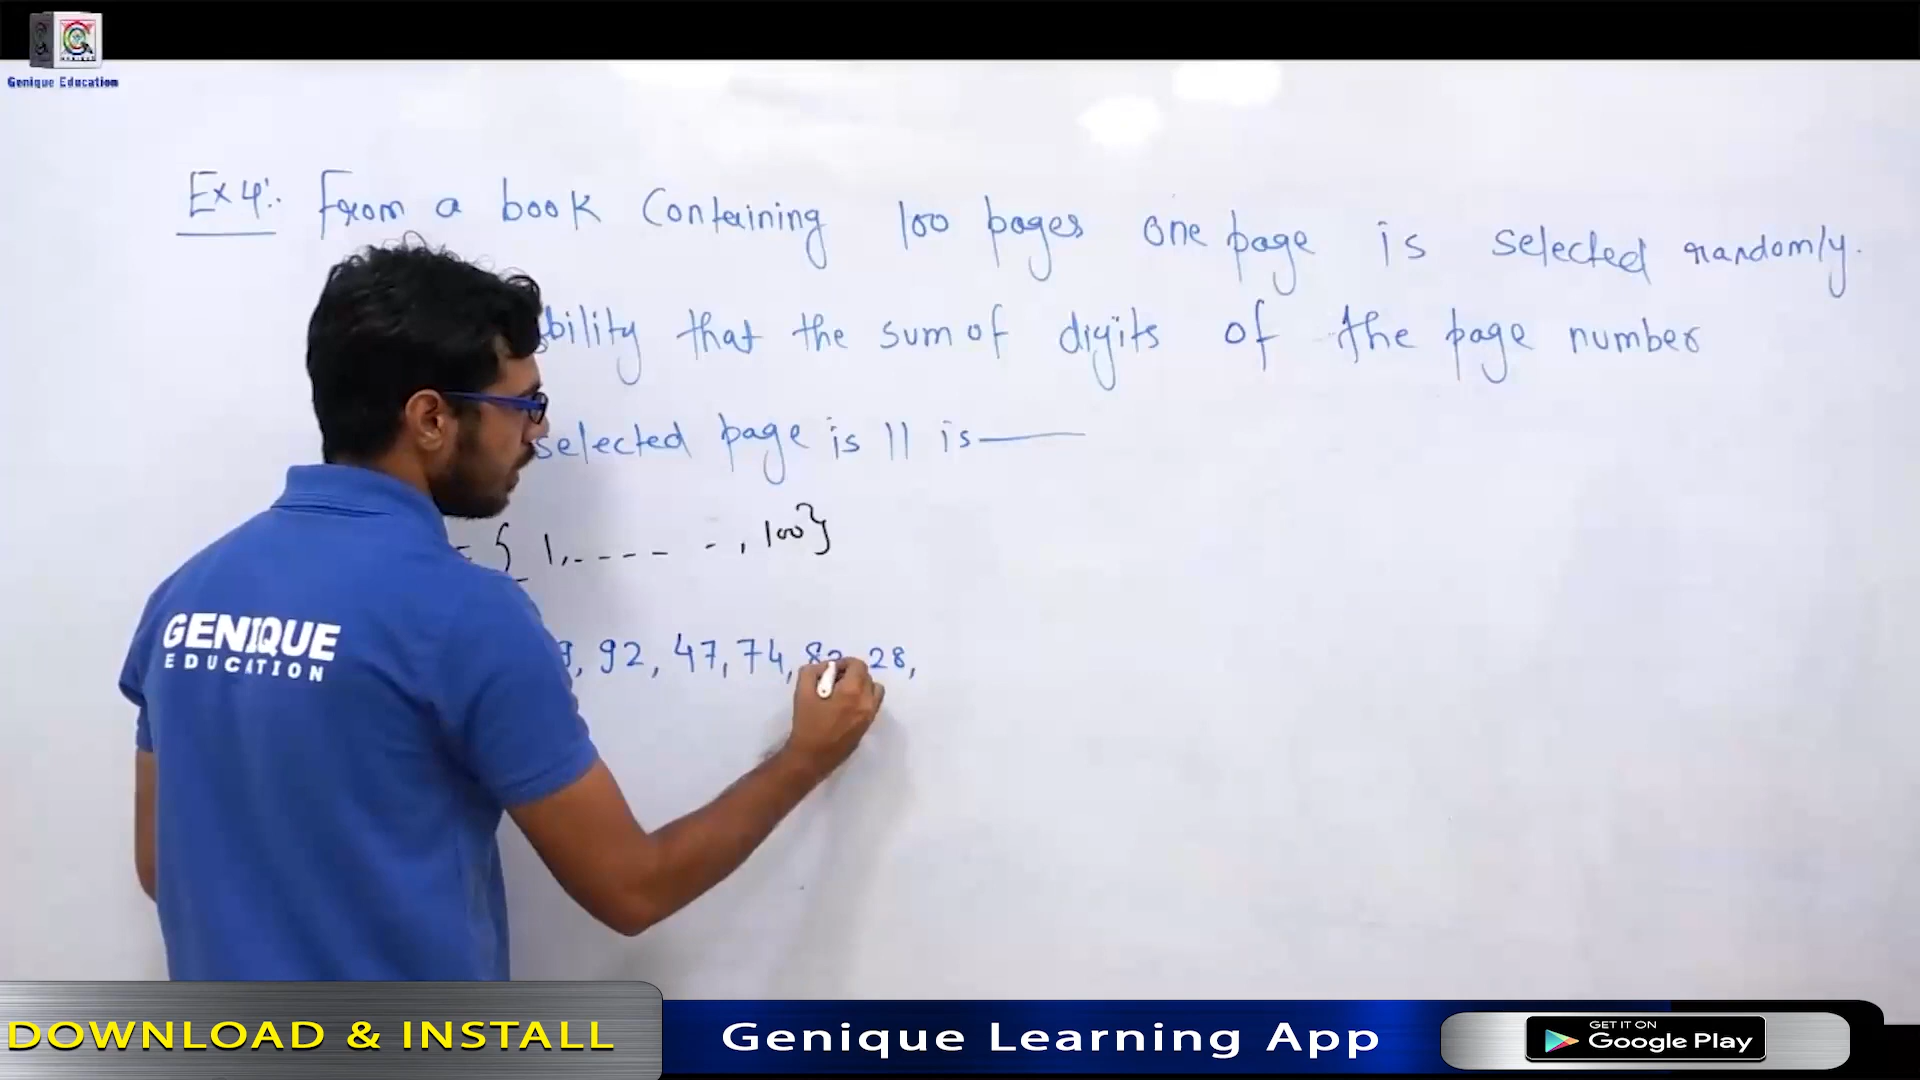 Genique Education
Ex 4:. From a book Containing 100 pages one page is selected randomly.
bility that the sum of digits of the page number
selected page is 11 is
= { 1, - - - - - , 100}
9, 92, 47, 74, 28,
GENIQUE
EDUCATION
DOWNLOAD & INSTALL
Genique Learning App
GET IT ON
Google Play